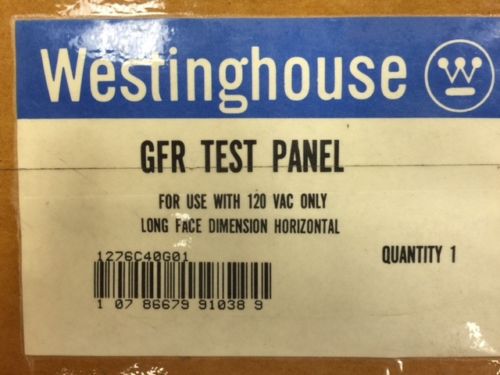 Westinghouse W
GFR TEST PANEL
FOR USE WITH 120 VAC ONLY
LONG FACE DIMENSION HORIZONTAL
1276C40G01
QUANTITY 1
1 07 86679 91038 9